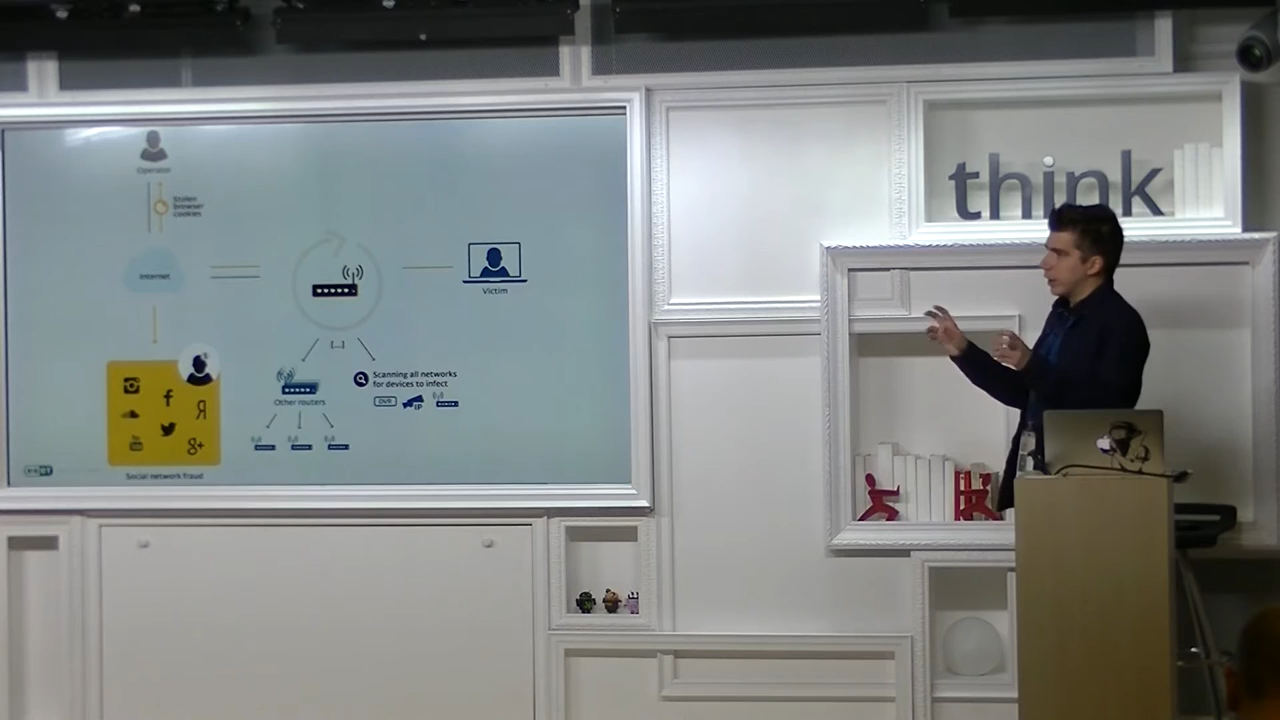 think
Operator
Stolen
browser
cookies
Internet
Victim
[...]
Scanning all networks
for devices to infect
DVR
IP
Other routers
f
Я
You
g+
Social network fraud
eseT